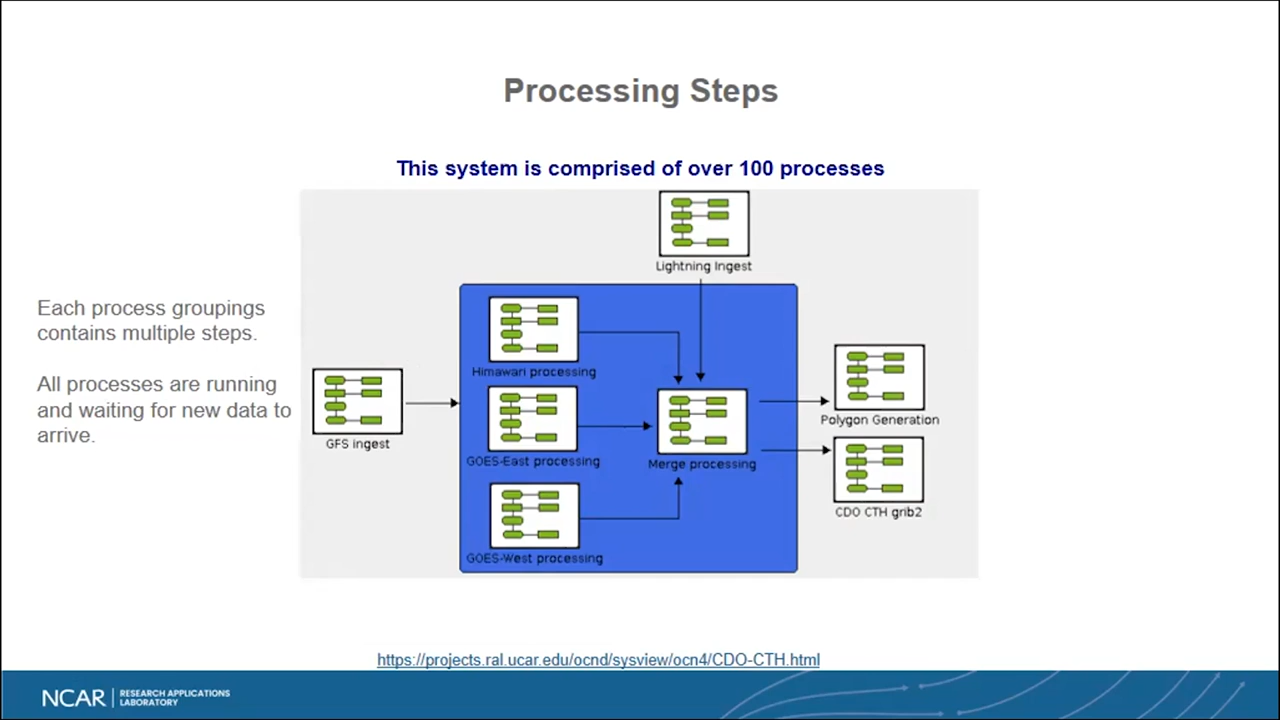 Processing Steps
This system is comprised of over 100 processes
Each process groupings
contains multiple steps.
All processes are running
and waiting for new data to
arrive.
Lightning Ingest
Himawari processing
GFS ingest
GOES-East processing
Merge processing
GOES-West processing
Polygon Generation
CDO CTH grib2
https://projects.ral.ucar.edu/ocnd/sysview/ocn4/CDO-CTH.html
NCAR
RESEARCH APPLICATIONS
LABORATORY